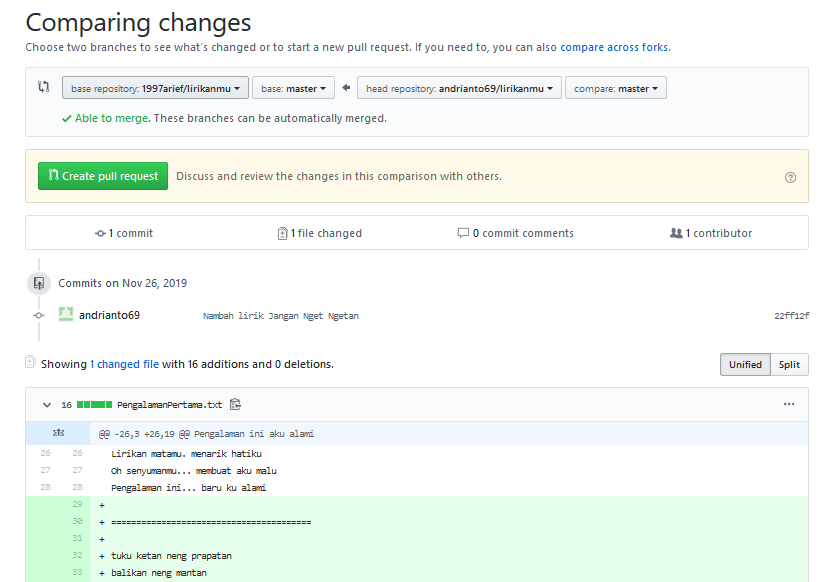 Comparing changes
Choose two branches to see what's changed or to start a new pull request. If you need to, you can also compare across forks.
base repository: 1997arief/lirikanmu base: master head repository: andrianto69/lirikanmu compare: master
Able to merge. These branches can be automatically merged.
Create pull request Discuss and review the changes in this comparison with others.
1 commit 1 file changed 0 commit comments 1 contributor
Commits on Nov 26, 2019
andrianto69 Nambah lirik Jangan Nget Ngetan 22ff12f
Showing 1 changed file with 16 additions and 0 deletions. Unified Split
16 PengalamanPertama.txt
@@ -26,3 +26,19 @@ Pengalaman ini aku alami
26 26 Lirikan matamu. menarik hatiku
27 27 Oh senyumanmu... membuat aku malu
28 28 Pengalaman ini... baru ku alami
29 +
30 + ========================================
31 +
32 + tuku ketan neng prapatan
33 + balikan neng mantan